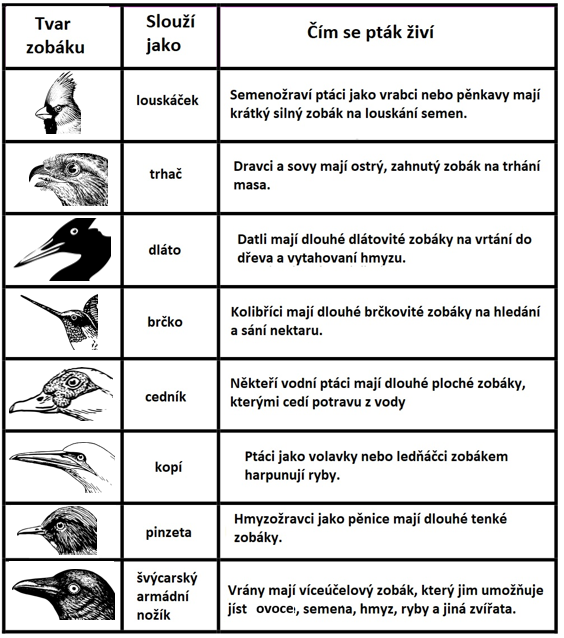 Tvar
zobáku
Slouží
jako
Čím se pták živí
louskáček
Semenožraví ptáci jako vrabci nebo pěnkavy mají
krátký silný zobák na louskání semen.
trhač
Dravci a sovy mají ostrý, zahnutý zobák na trhání
masa.
dláto
Datli mají dlouhé dlátovité zobáky na vrtání do
dřeva a vytahovaní hmyzu.
brčko
Kolibříci mají dlouhé brčkovité zobáky na hledání
a sání nektaru.
cedník
Někteří vodní ptáci mají dlouhé ploché zobáky,
kterými cedí potravu z vody
kopí
Ptáci jako volavky nebo ledňáčci zobákem
harpunují ryby.
pinzeta
Hmyzožravci jako pěnice mají dlouhé tenké
zobáky.
švýcarský
armádní
nožík
Vrány mají víceúčelový zobák, který jim umožňuje
jíst ovoce, semena, hmyz, ryby a jiná zvířata.